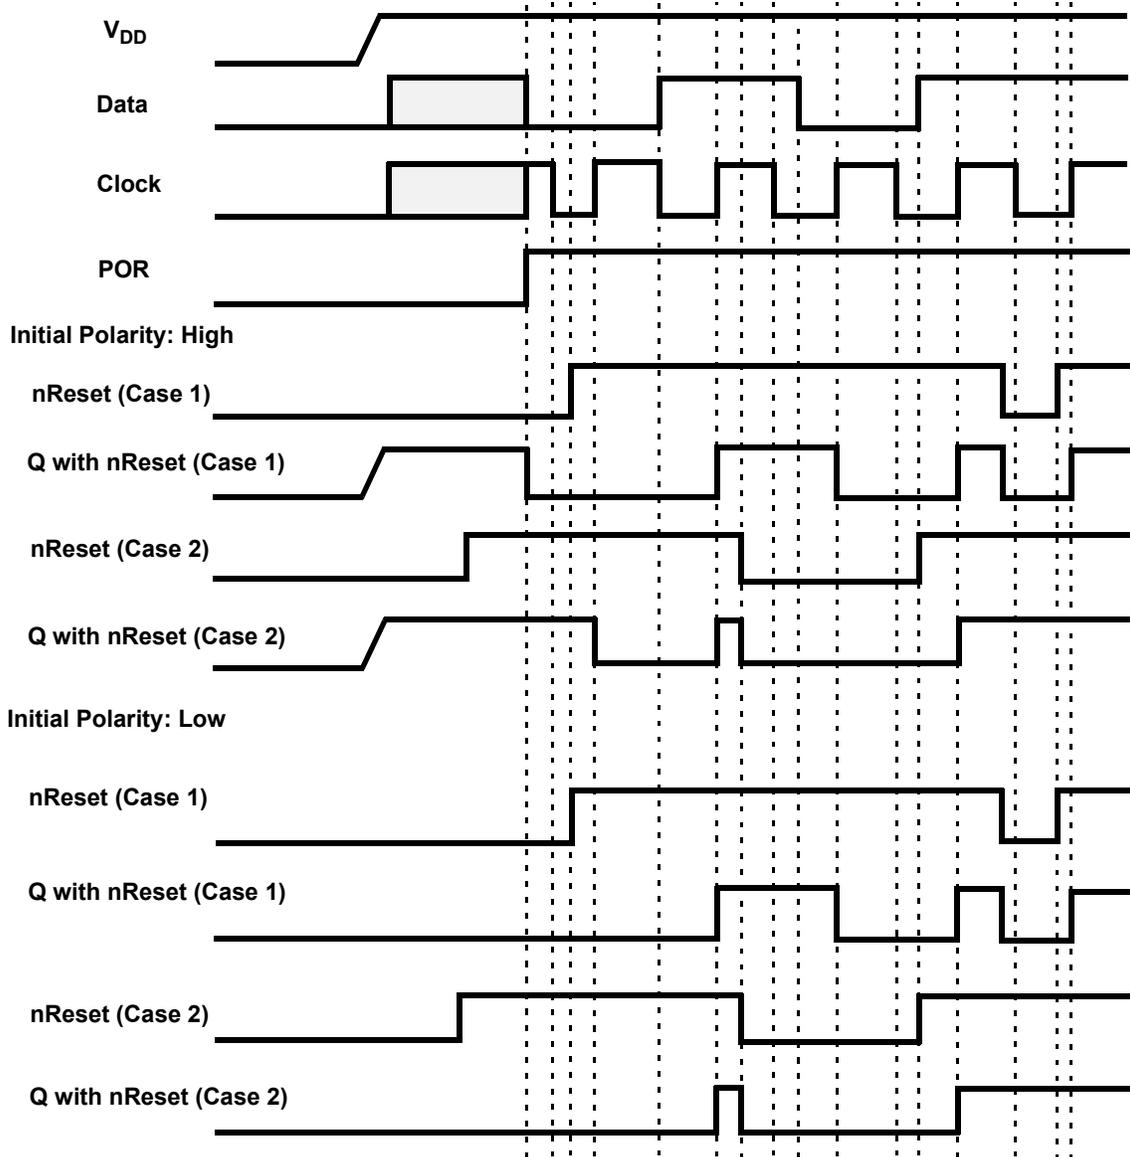 VDD
Data
Clock
POR
Initial Polarity: High
nReset (Case 1)
Q with nReset (Case 1)
nReset (Case 2)
Q with nReset (Case 2)
Initial Polarity: Low
nReset (Case 1)
Q with nReset (Case 1)
nReset (Case 2)
Q with nReset (Case 2)